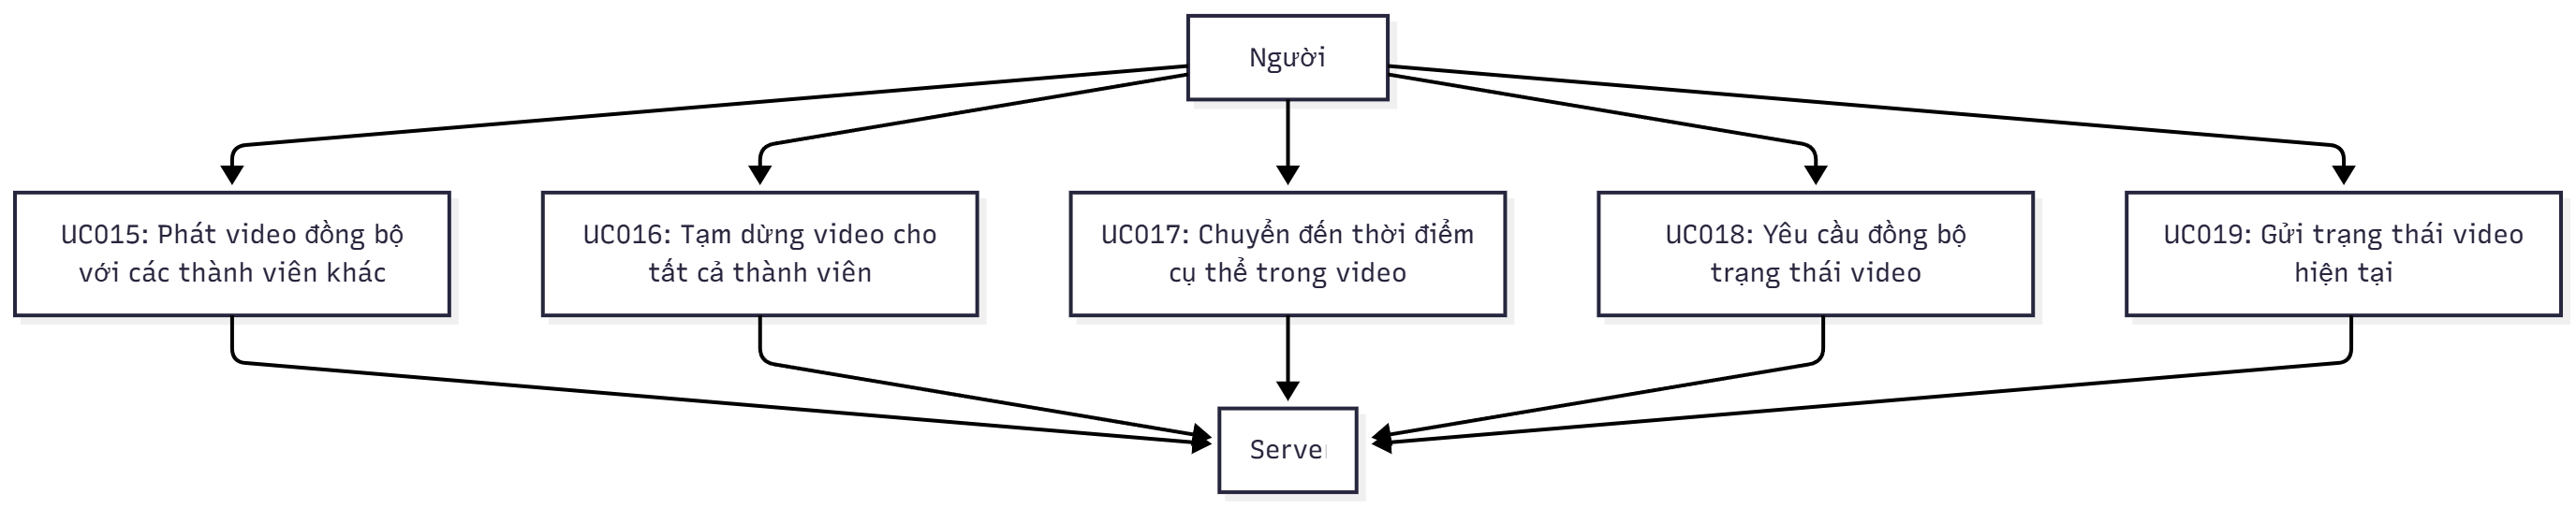 Người
UC015: Phát video đồng bộ
với các thành viên khác
UC016: Tạm dừng video cho
tất cả thành viên
UC017: Chuyển đến thời điểm
cụ thể trong video
UC018: Yêu cầu đồng bộ
trạng thái video
UC019: Gửi trạng thái video
hiện tại
Server